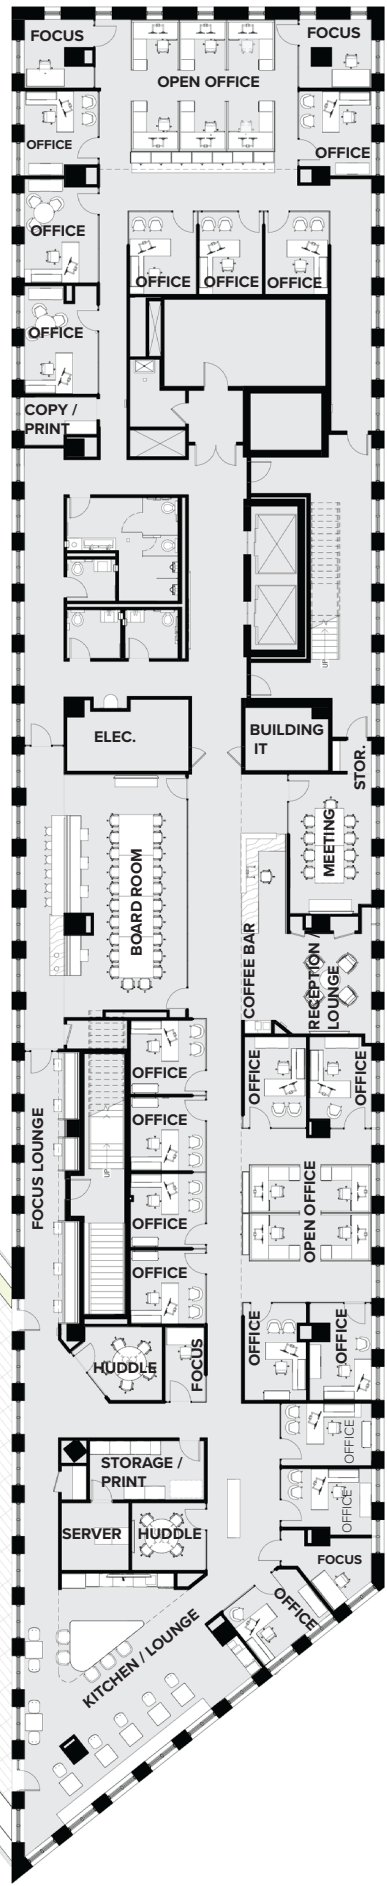 FOCUS
FOCUS
OPEN OFFICE
OFFICE
OFFICE
OFFICE
OFFICE
OFFICE
OFFICE
OFFICE
COPY /
PRINT
UP
ELEC.
BUILDING
IT
STOR.
MEETING
BOARD ROOM
COFFEE BAR
RECEPTION
LOUNGE
OFFICE
OFFICE
OFFICE
OFFICE
FOCUS LOUNGE
UP
OFFICE
OPEN OFFICE
OFFICE
HUDDLE
FOCUS
OFFICE
OFFICE
OFFICE
STORAGE /
PRINT
OFFICE
SERVER
HUDDLE
FOCUS
OFFICE
KITCHEN / LOUNGE